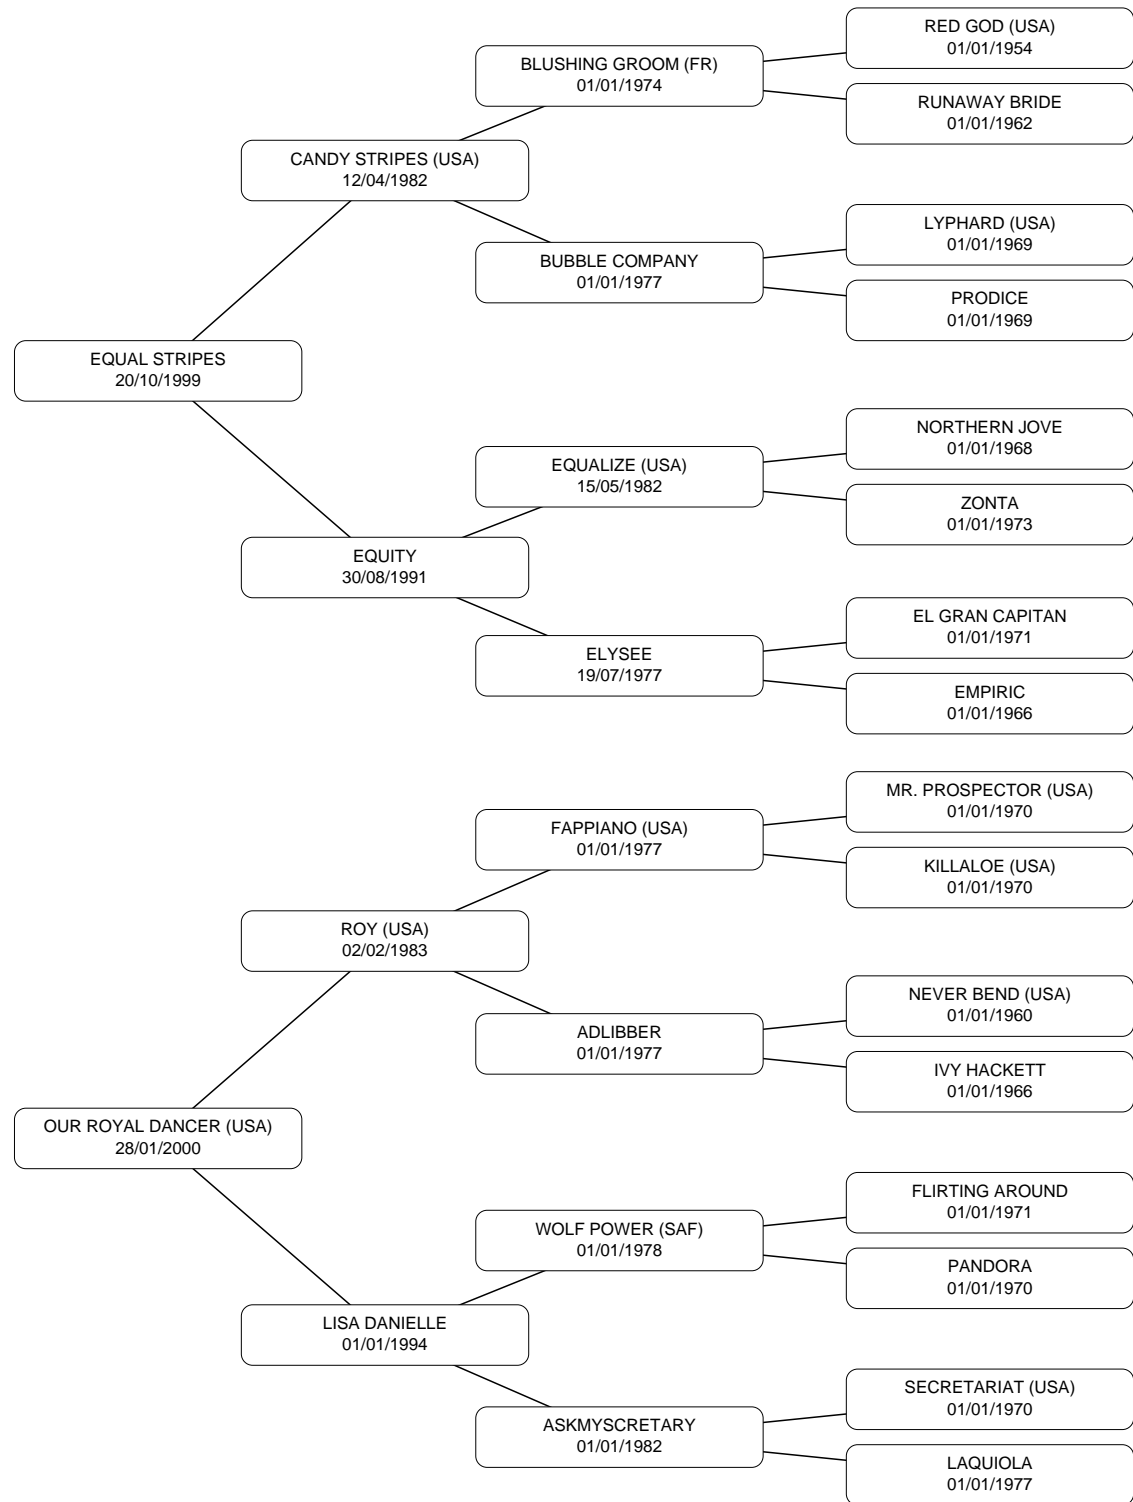 RED GOD (USA)
01/01/1954
BLUSHING GROOM (FR)
01/01/1974
RUNAWAY BRIDE
01/01/1962
CANDY STRIPES (USA)
12/04/1982
LYPHARD (USA)
01/01/1969
BUBBLE COMPANY
01/01/1977
PRODICE
01/01/1969
EQUAL STRIPES
20/10/1999
NORTHERN JOVE
01/01/1968
EQUALIZE (USA)
15/05/1982
ZONTA
01/01/1973
EQUITY
30/08/1991
EL GRAN CAPITAN
01/01/1971
ELYSEE
19/07/1977
EMPIRIC
01/01/1966
MR. PROSPECTOR (USA)
01/01/1970
FAPPIANO (USA)
01/01/1977
KILLALOE (USA)
01/01/1970
ROY (USA)
02/02/1983
NEVER BEND (USA)
01/01/1960
ADLIBBER
01/01/1977
IVY HACKETT
01/01/1966
OUR ROYAL DANCER (USA)
28/01/2000
FLIRTING AROUND
01/01/1971
WOLF POWER (SAF)
01/01/1978
PANDORA
01/01/1970
LISA DANIELLE
01/01/1994
SECRETARIAT (USA)
01/01/1970
ASKMYSCRETARY
01/01/1982
LAQUIOLA
01/01/1977